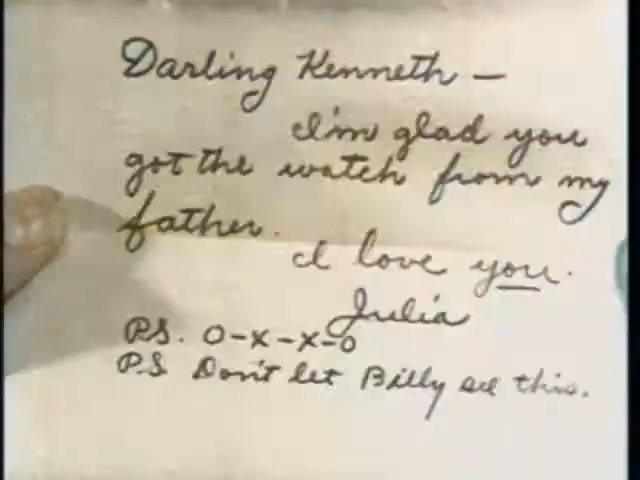 Darling Kenneth —
I'm glad you
got the watch from my
father.
I love you.
Julia
P.S. O-X-X-O
P.S Don't let Billy see this.